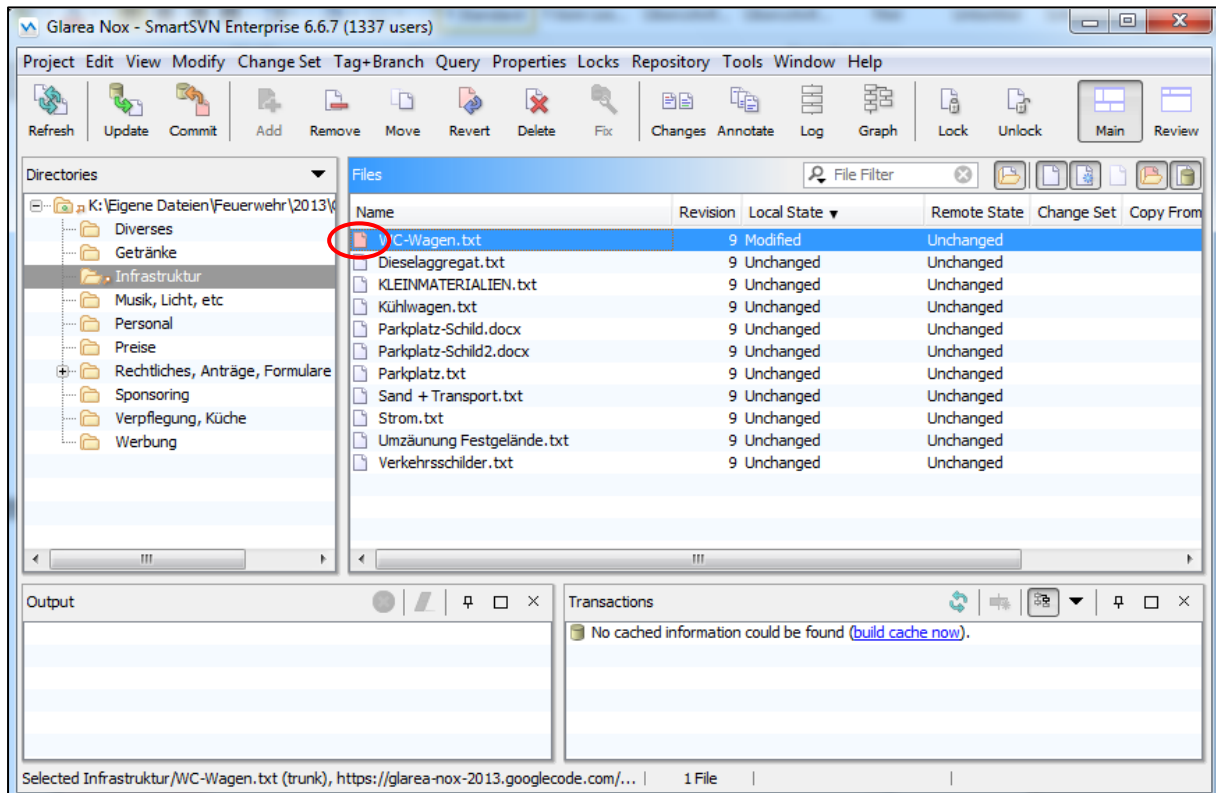 Glarea Nox - SmartSVN Enterprise 6.6.7 (1337 users)
Project Edit View Modify Change Set Tag+Branch Query Properties Locks Repository Tools Window Help
Refresh Update Commit Add Remove Move Revert Delete Fix Changes Annotate Log Graph Lock Unlock Main Review
Directories
K:\Eigene Dateien\Feuerwehr\2013\
Diverses
Getränke
Infrastruktur
Musik, Licht, etc
Personal
Preise
Rechtliches, Anträge, Formulare
Sponsoring
Verpflegung, Küche
Werbung
Files File Filter
Name Revision Local State Remote State Change Set Copy From
WC-Wagen.txt 9 Modified Unchanged
Dieselaggregat.txt 9 Unchanged Unchanged
KLEINMATERIALIEN.txt 9 Unchanged Unchanged
Kühlwagen.txt 9 Unchanged Unchanged
Parkplatz-Schild.docx 9 Unchanged Unchanged
Parkplatz-Schild2.docx 9 Unchanged Unchanged
Parkplatz.txt 9 Unchanged Unchanged
Sand + Transport.txt 9 Unchanged Unchanged
Strom.txt 9 Unchanged Unchanged
Umzäunung Festgelände.txt 9 Unchanged Unchanged
Verkehrsschilder.txt 9 Unchanged Unchanged
Output
Transactions
No cached information could be found (build cache now).
Selected Infrastruktur/WC-Wagen.txt (trunk), https://glarea-nox-2013.googlecode.com/... 1 File